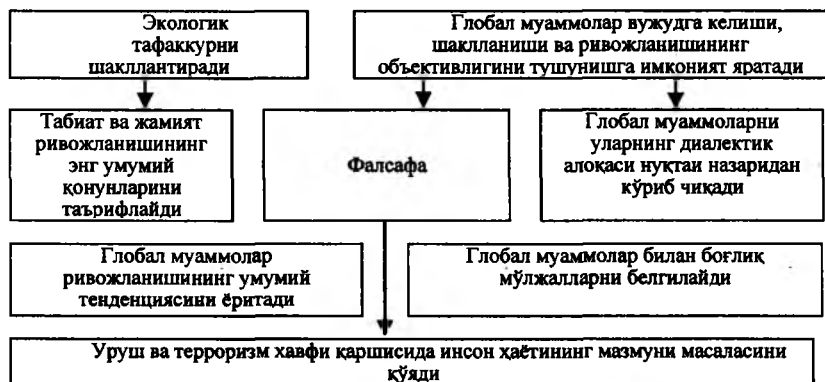 Экологик
тафаккурни
шакллантиради
Глобал муаммолар вужудга келиши,
шаклланиши ва ривожланишининг
объективлигини тушунишга имконият яратади
Табиат ва жамият
ривожланишининг
энг умумий
қонунларини
таърифлайди
Фалсафа
Глобал муаммоларни
уларнинг диалектик
алоқаси нуқтаи назаридан
кўриб чиқади
Глобал муаммолар
ривожланишининг умумий
тенденциясини ёритади
Глобал муаммолар билан боғлиқ
мўлжалларни белгилайди
Уруш ва терроризм хавфи қаршисида инсон ҳаётининг мазмуни масаласини
қўяди